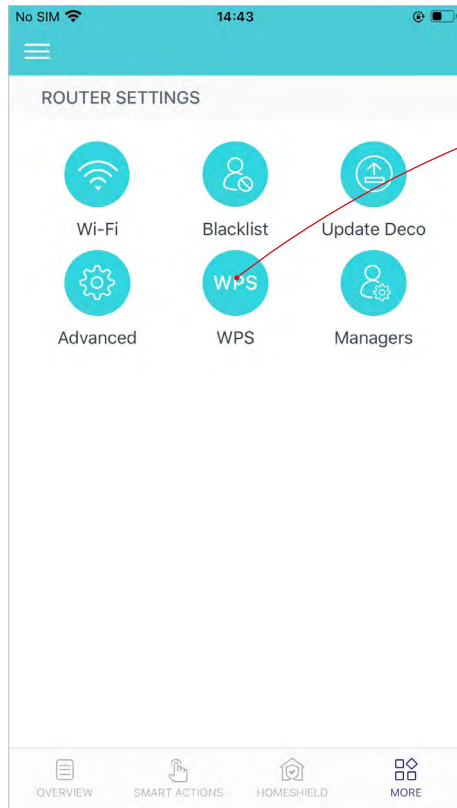 No SIM 14:43
ROUTER SETTINGS
Wi-Fi Blacklist Update Deco
WPS
Advanced WPS Managers
OVERVIEW SMART ACTIONS HOMESHIELD MORE